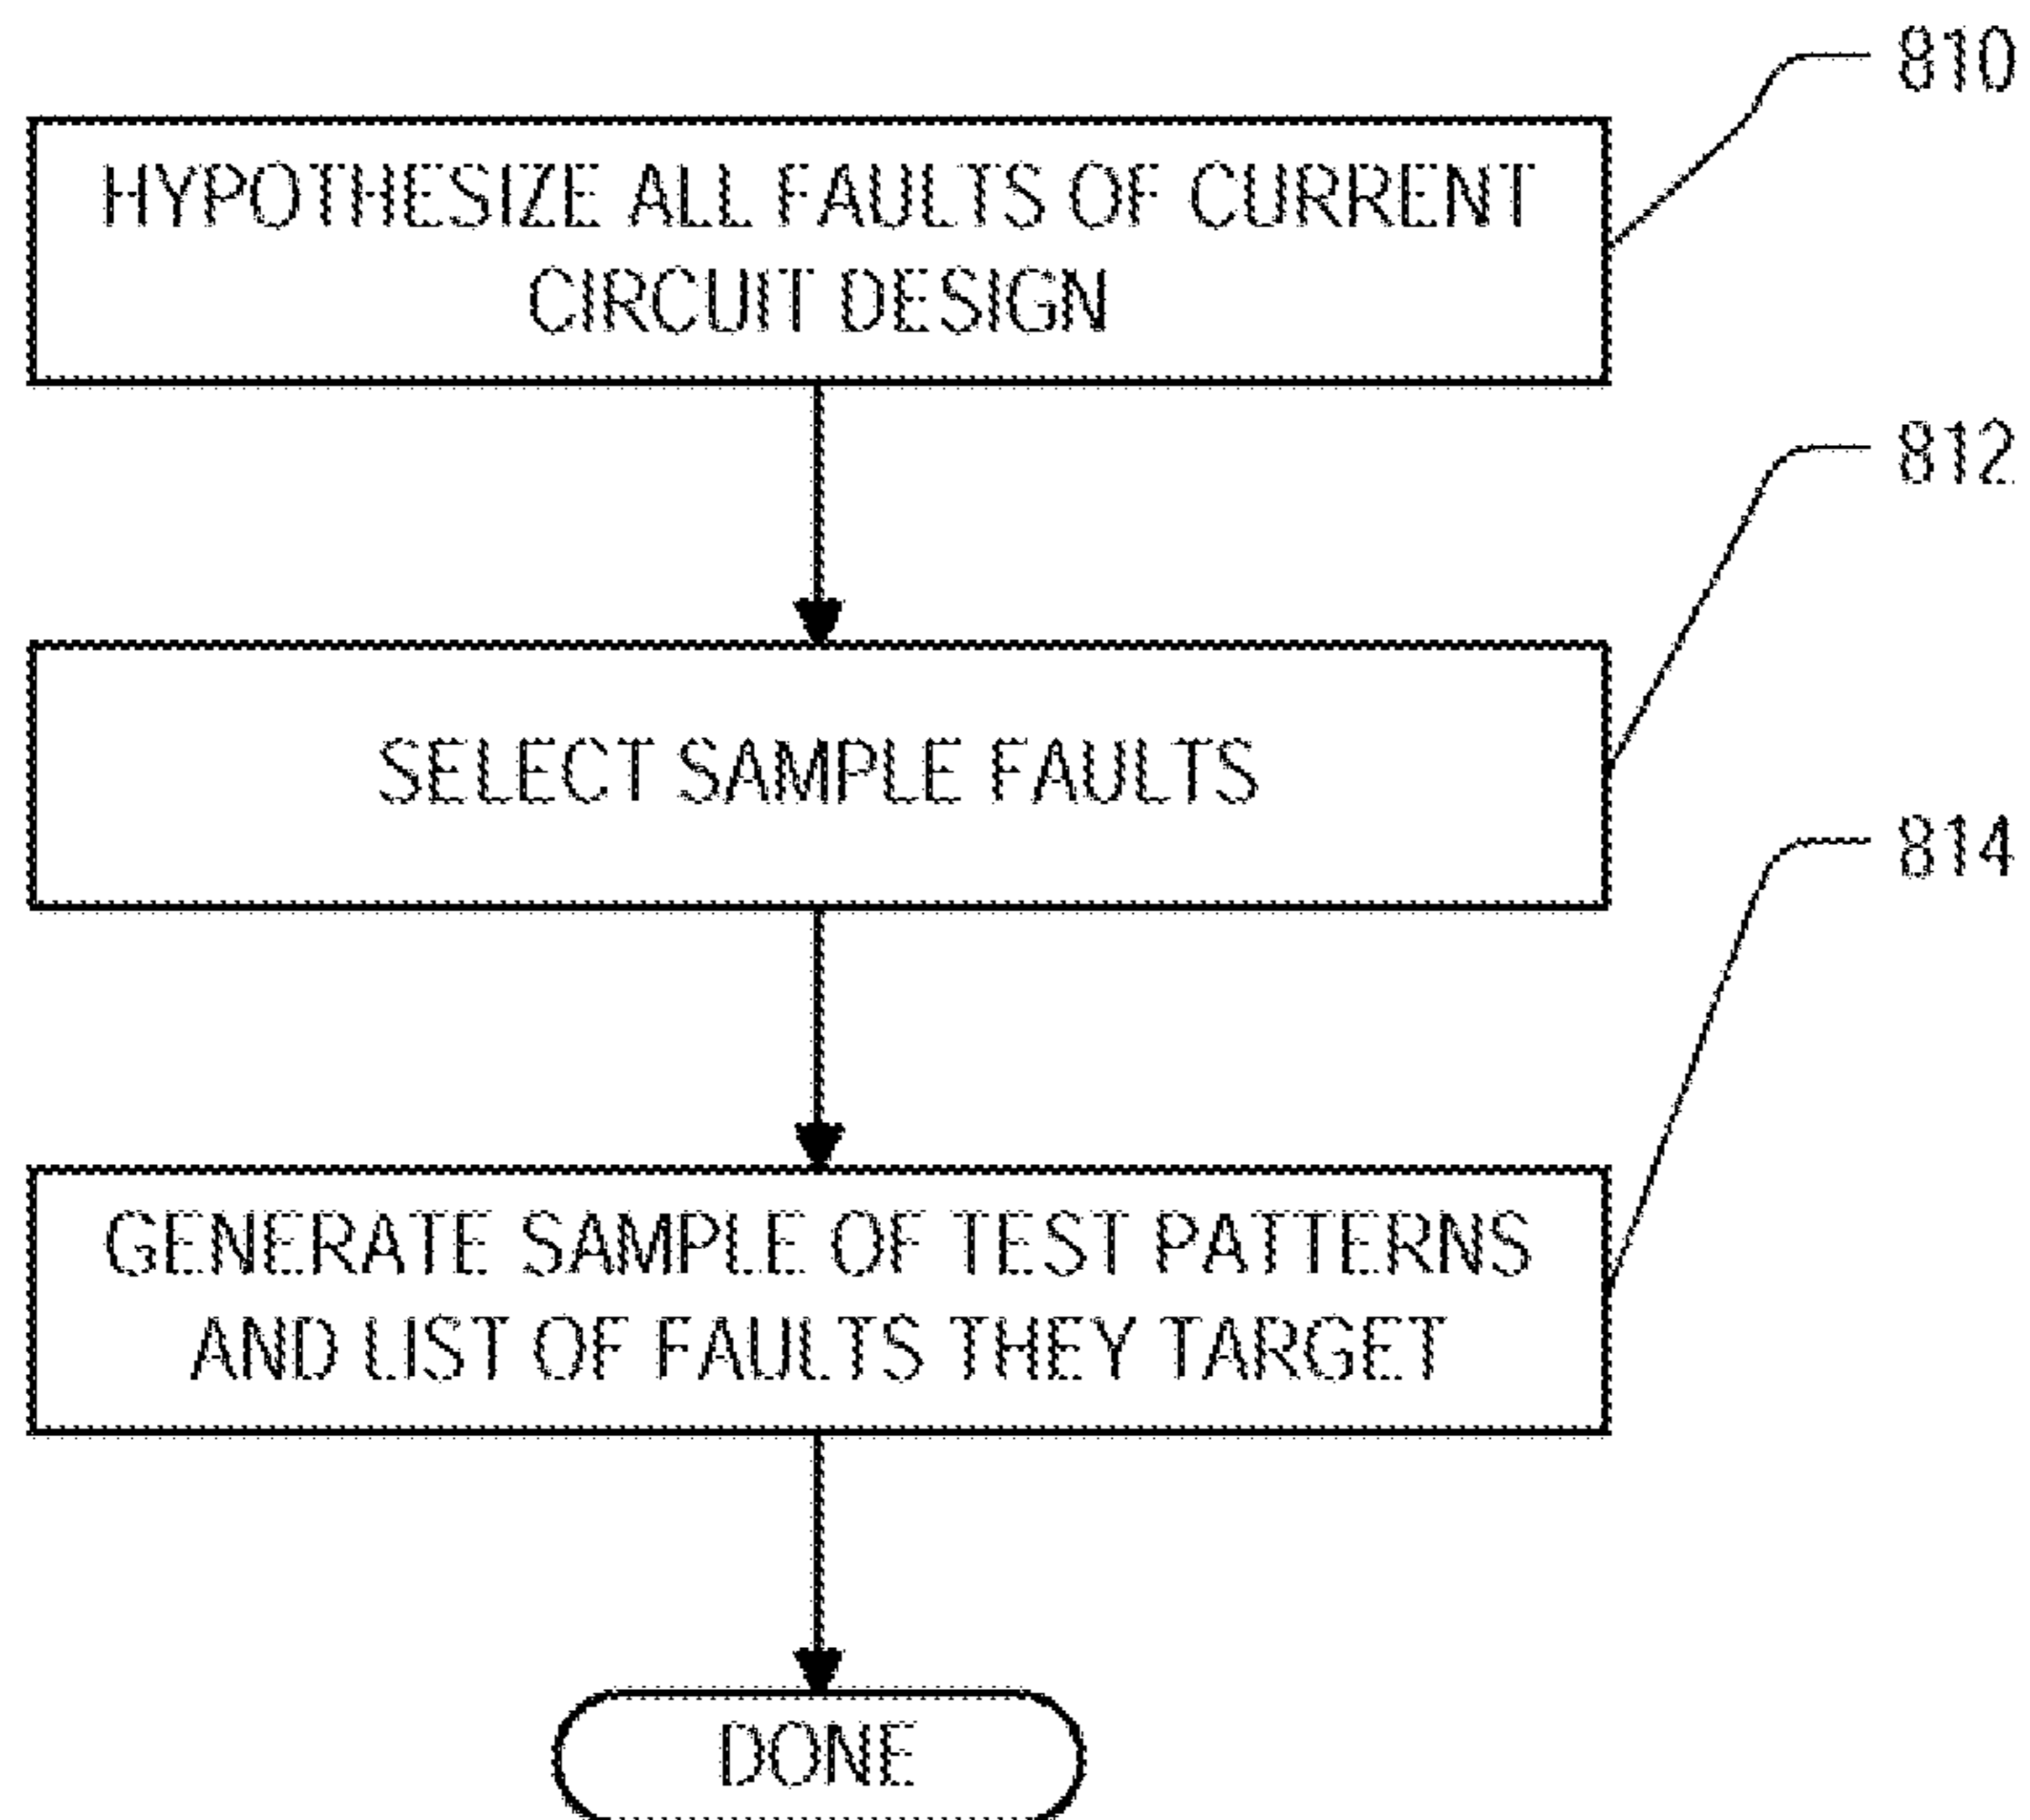 810
HYPOTHESIZE ALL FAULTS OF CURRENT
CIRCUIT DESIGN
812
SELECT SAMPLE FAULTS
814
GENERATE SAMPLE OF TEST PATTERNS
AND LIST OF FAULTS THEY TARGET
DONE